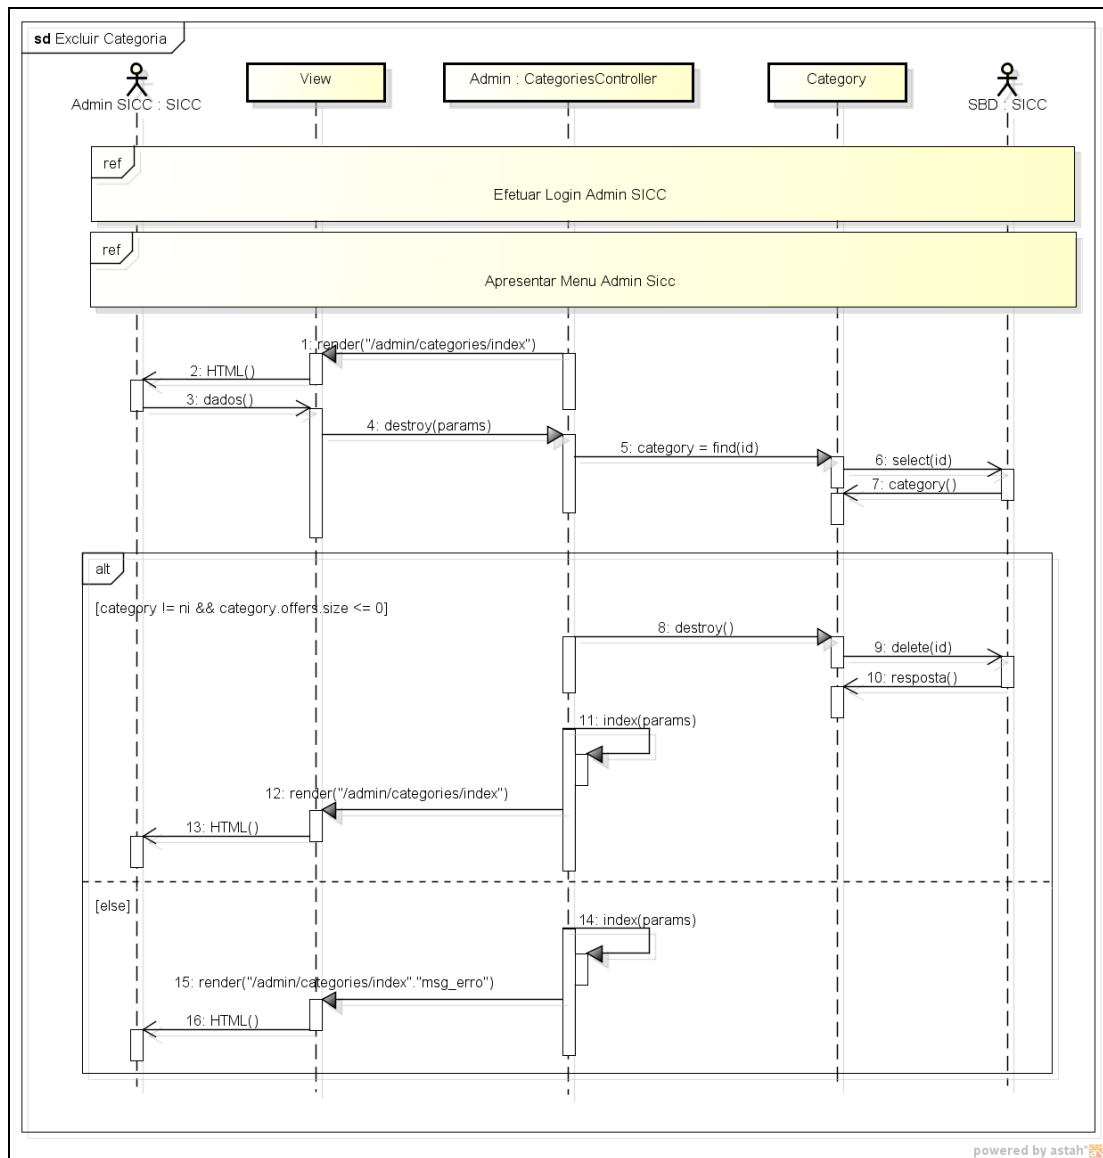 sd Excluir Categoria
Admin SICC : SICC
View
Admin : CategoriesController
Category
SBD : SICC
ref
Efetuar Login Admin SICC
ref
Apresentar Menu Admin Sicc
1: render("/admin/categories/index")
2: HTML()
3: dados()
4: destroy(params)
5: category = find(id)
6: select(id)
7: category()
alt
[category != ni && category.offers.size <= 0]
8: destroy()
9: delete(id)
10: resposta()
11: index(params)
12: render("/admin/categories/index")
13: HTML()
[else]
14: index(params)
15: render("/admin/categories/index"."msg_erro")
16: HTML()
powered by astah*